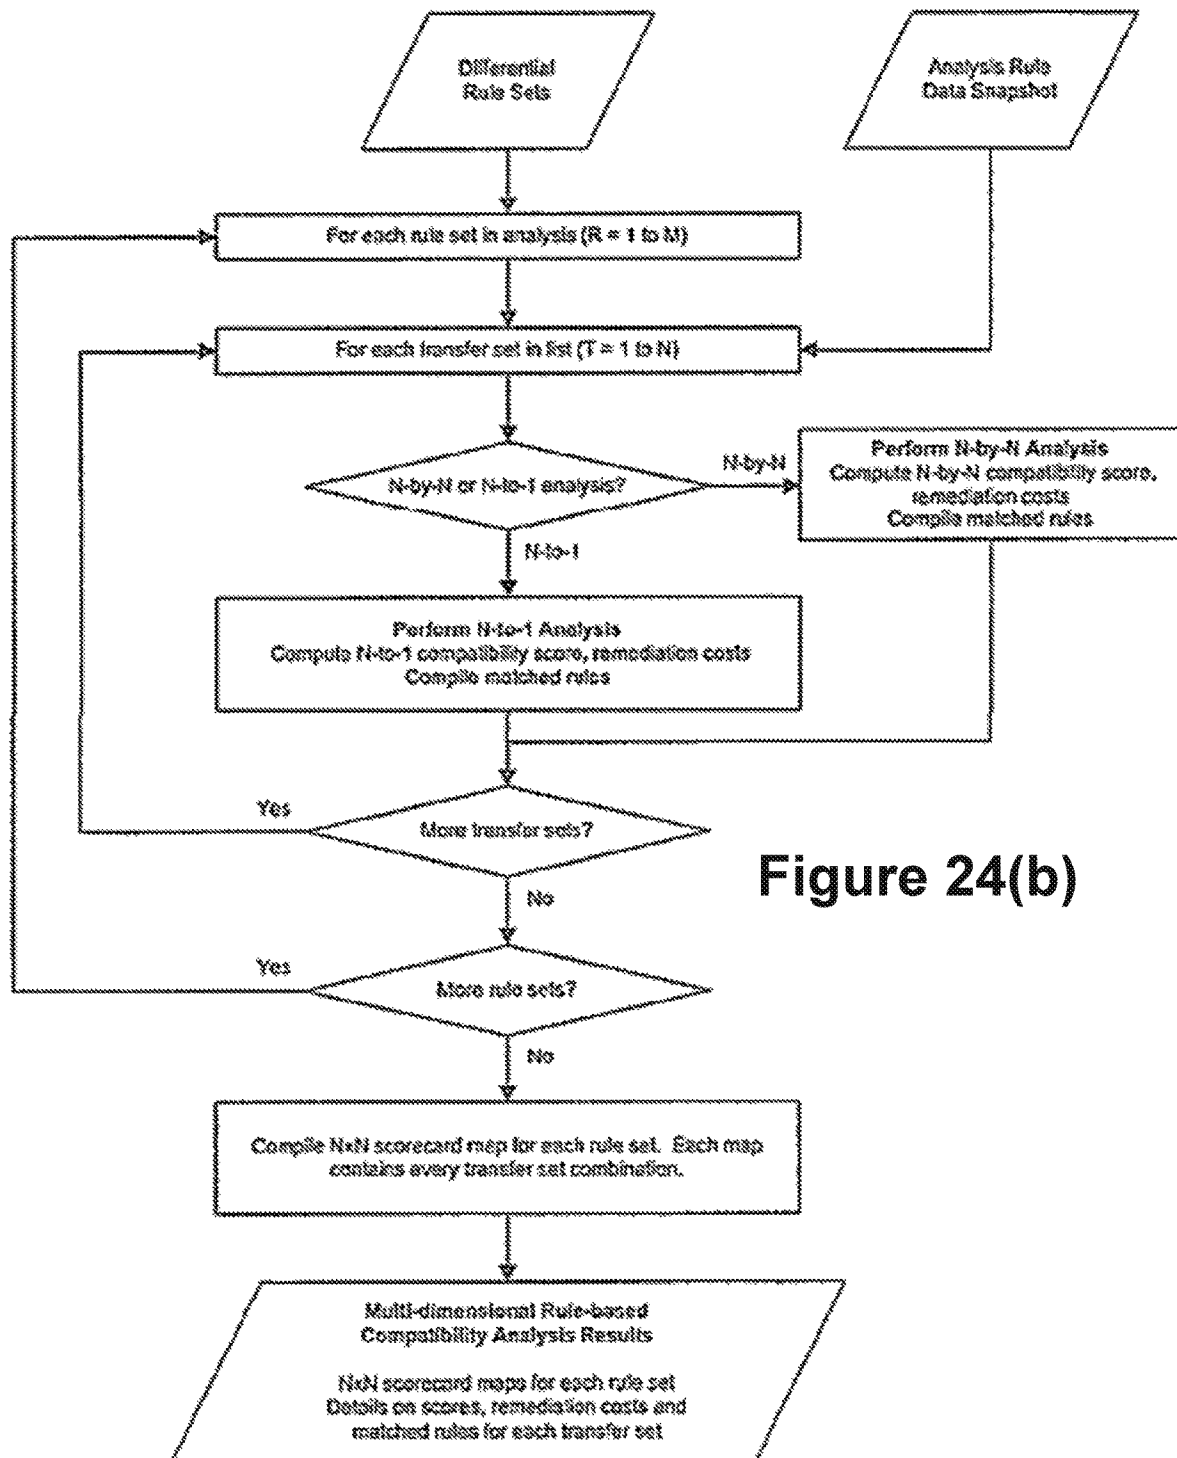 Differential
Rule Sets
Analysis Rule
Data Snapshot
For each rule set in analysis (R = 1 to M)
For each transfer set in list (T = 1 to N)
N-by-N or N-to-1 analysis?
N-by-N
Perform N-by-N Analysis
Compute N-by-N compatibility score,
remediation costs
Compile matched rules
N-to-1
Perform N-to-1 Analysis
Compute N-to-1 compatibility score, remediation costs
Compile matched rules
Yes
More transfer sets?
Figure 24(b)
No
Yes
More rule sets?
No
Compile NxN scorecard map for each rule set. Each map
contains every transfer set combination.
Multi-dimensional Rule-based
Compatibility Analysis Results
NxN scorecard maps for each rule set
Details on scores, remediation costs and
matched rules for each transfer set